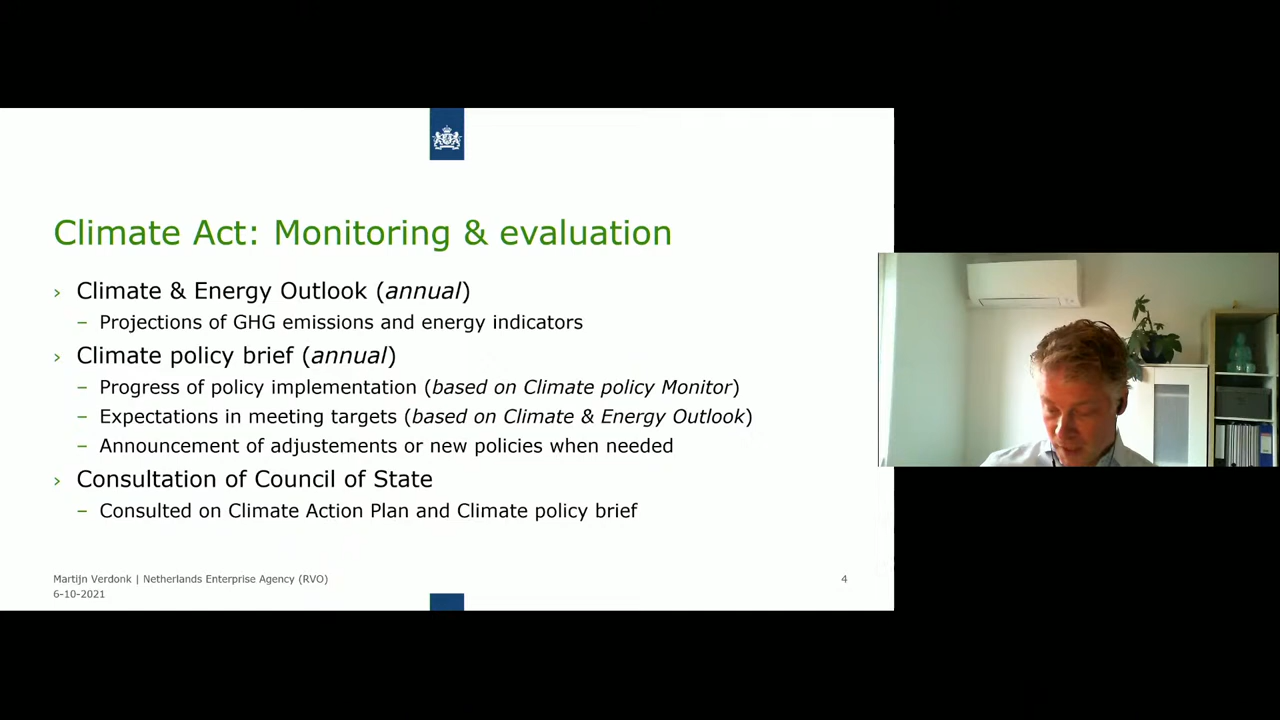 Climate Act: Monitoring & evaluation
› Climate & Energy Outlook (annual)
– Projections of GHG emissions and energy indicators
› Climate policy brief (annual)
– Progress of policy implementation (based on Climate policy Monitor)
– Expectations in meeting targets (based on Climate & Energy Outlook)
– Announcement of adjustements or new policies when needed
› Consultation of Council of State
– Consulted on Climate Action Plan and Climate policy brief
Martijn Verdonk | Netherlands Enterprise Agency (RVO)
4
6-10-2021